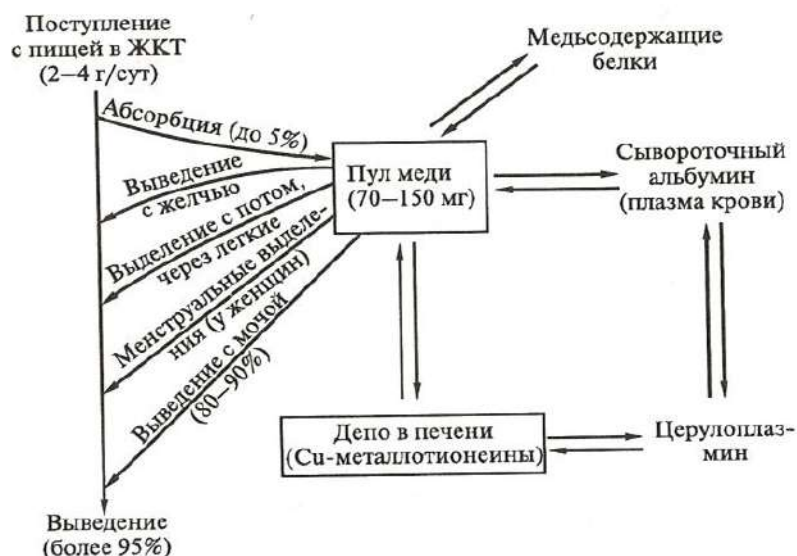 Поступление
с пищей в ЖКТ
(2–4 г/сут)
Абсорбция (до 5%)
Выведение
с желчью
Выделение с потом,
через легкие
Менструальные выделе-
ния (у женщин)
Выведение с мочой
(80–90%)
Выведение
(более 95%)
Пул меди
(70–150 мг)
Медьсодержащие
белки
Сывороточный
альбумин
(плазма крови)
Депо в печени
(Cu-металлотионеины)
Церулоплаз-
мин